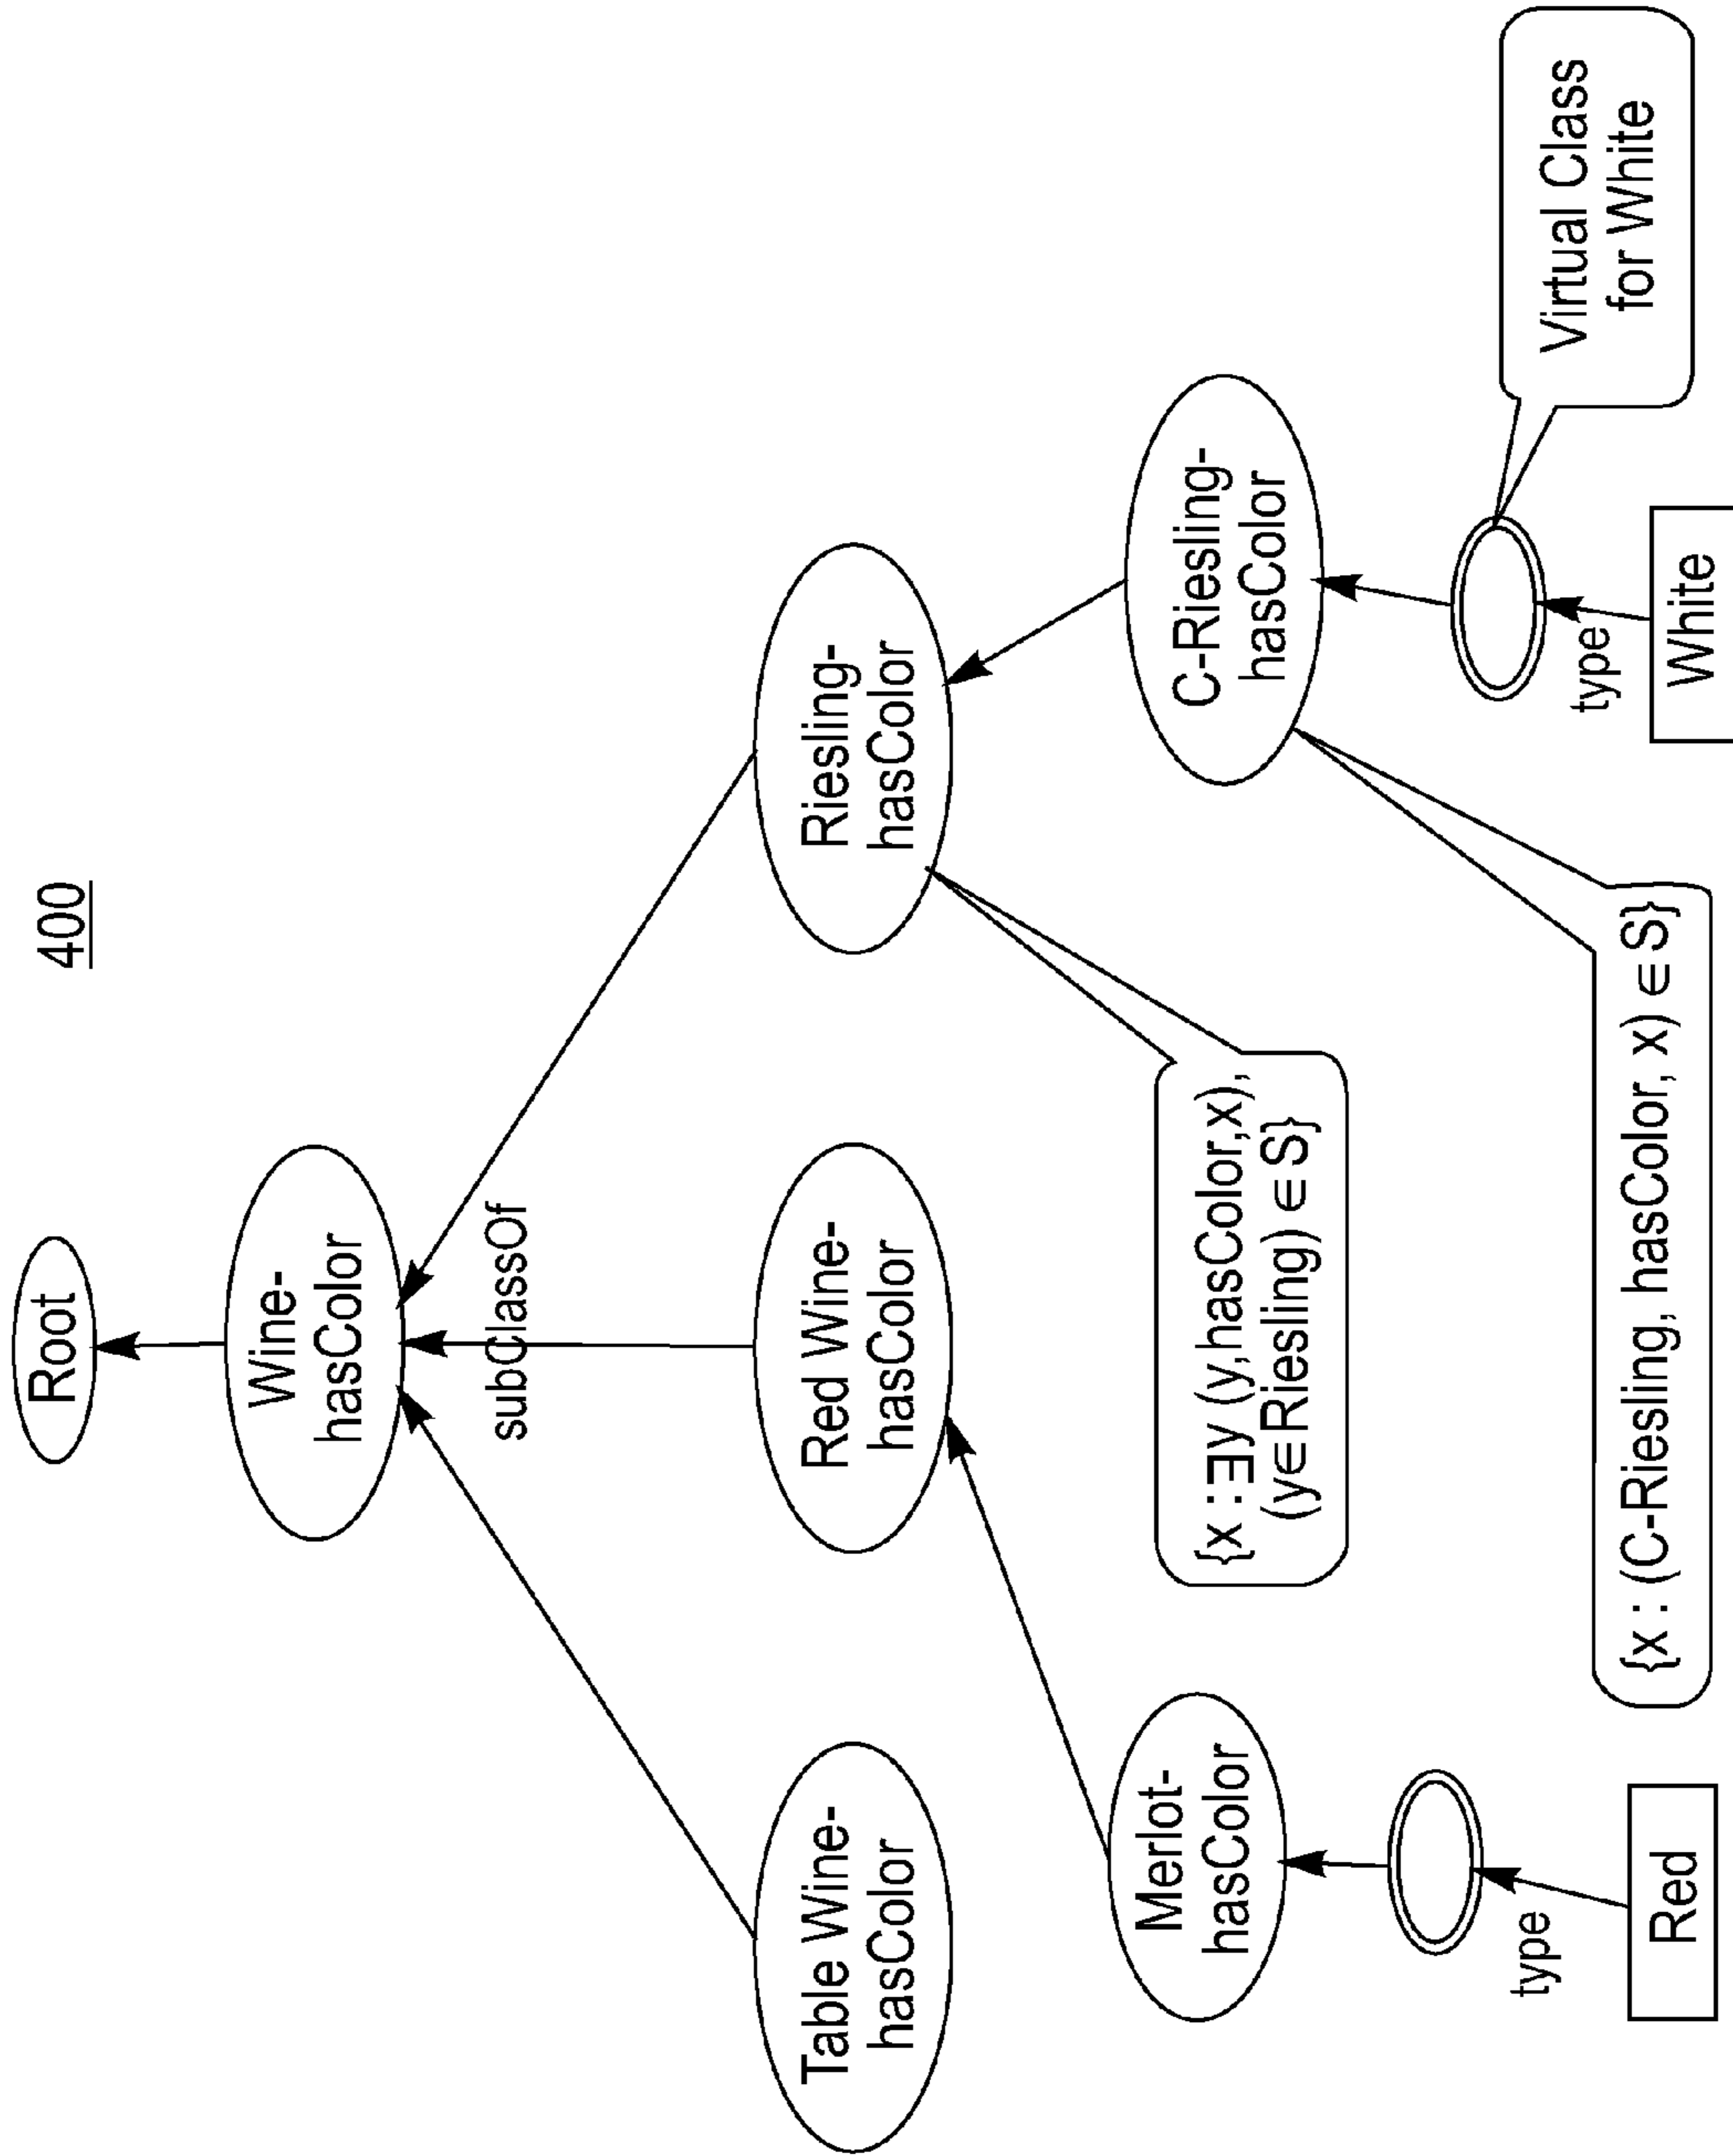 400
Root
Wine-
hasColor
subClassOf
Table Wine-
hasColor
Red Wine-
hasColor
Riesling-
hasColor
{x :∃y (y,hasColor,x),
(y∈Riesling) ∈ S}
Merlot-
hasColor
C-Riesling-
hasColor
{x : (C-Riesling, hasColor, x) ∈ S}
Virtual Class
for White
type
Red
type
White